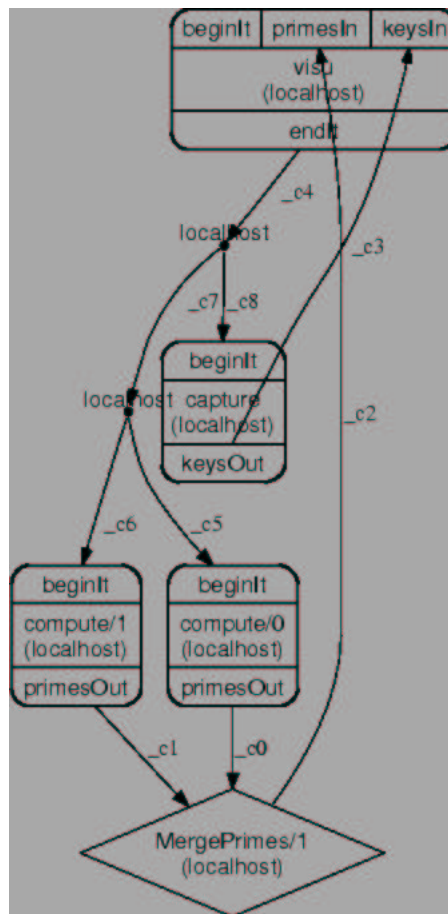 beginIt primesIn keysIn
visu
(localhost)
endIt
_c4
localhost
_c3
_c7 _c8
beginIt
localhost capture
(localhost)
_c2
keysOut
_c6 _c5
beginIt beginIt
compute/1 compute/0
(localhost) (localhost)
primesOut primesOut
_c1 _c0
MergePrimes/1
(localhost)